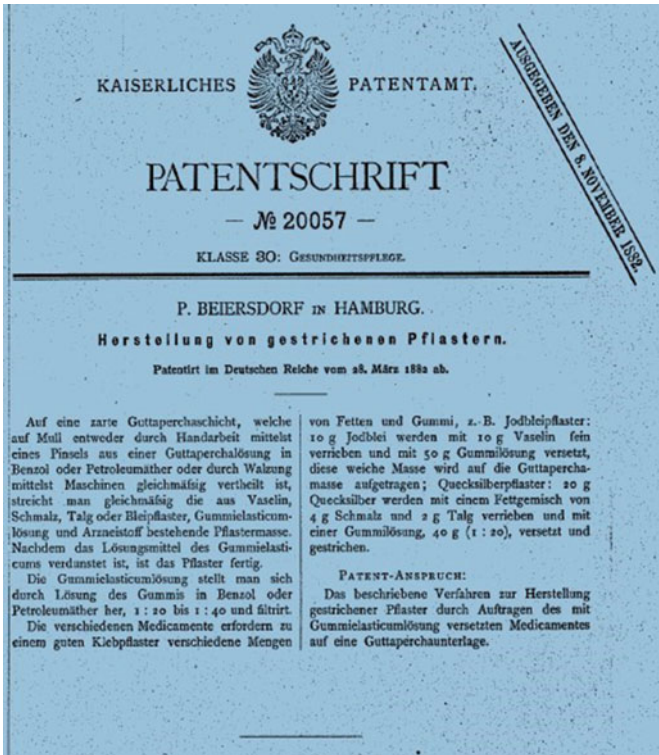 KAISERLICHES PATENTAMT.
AUSGEGEBEN DEN 8. NOVEMBER 1882.
PATENTSCHRIFT
— № 20057 —
KLASSE 30: GESUNDHEITSPFLEGE.
P. BEIERSDORF IN HAMBURG.
Herstellung von gestrichenen Pflastern.
Patentirt im Deutschen Reiche vom 28. März 1882 ab.
Auf eine zarte Guttaperchaschicht, welche
auf Mull entweder durch Handarbeit mittelst
eines Pinsels aus einer Guttaperchalösung in
Benzol oder Petroleumäther oder durch Walzung
mittelst Maschinen gleichmäfsig vertheilt ist,
streicht man gleichmäfsig die aus Vaselin,
Schmalz, Talg oder Bleipflaster, Gummielasticum-
lösung und Arzneistoff bestehende Pflastermasse.
Nachdem das Lösungsmittel des Gummielasti-
cums verdunstet ist, ist das Pflaster fertig.
Die Gummielasticumlösung stellt man sich
durch Lösung des Gummis in Benzol oder
Petroleumäther her, 1 : 20 bis 1 : 40 und filtrirt.
Die verschiedenen Medicamente erfordern zu
einem guten Klebpflaster verschiedene Mengen
von Fetten und Gummi, z. B. Jodbleipflaster:
10 g Jodblei werden mit 10 g Vaselin fein
verrieben und mit 50 g Gummilösung versetzt,
diese weiche Masse wird auf die Guttapercha-
masse aufgetragen; Quecksilberpflaster: 20 g
Quecksilber werden mit einem Fettgemisch von
4 g Schmalz und 2 g Talg verrieben und mit
einer Gummilösung, 40 g (1 : 20), versetzt und
gestrichen.
PATENT-ANSPRUCH:
Das beschriebene Verfahren zur Herstellung
gestrichener Pflaster durch Auftragen des mit
Gummielasticumlösung versetzten Medicamentes
auf eine Guttaperchaunterlage.